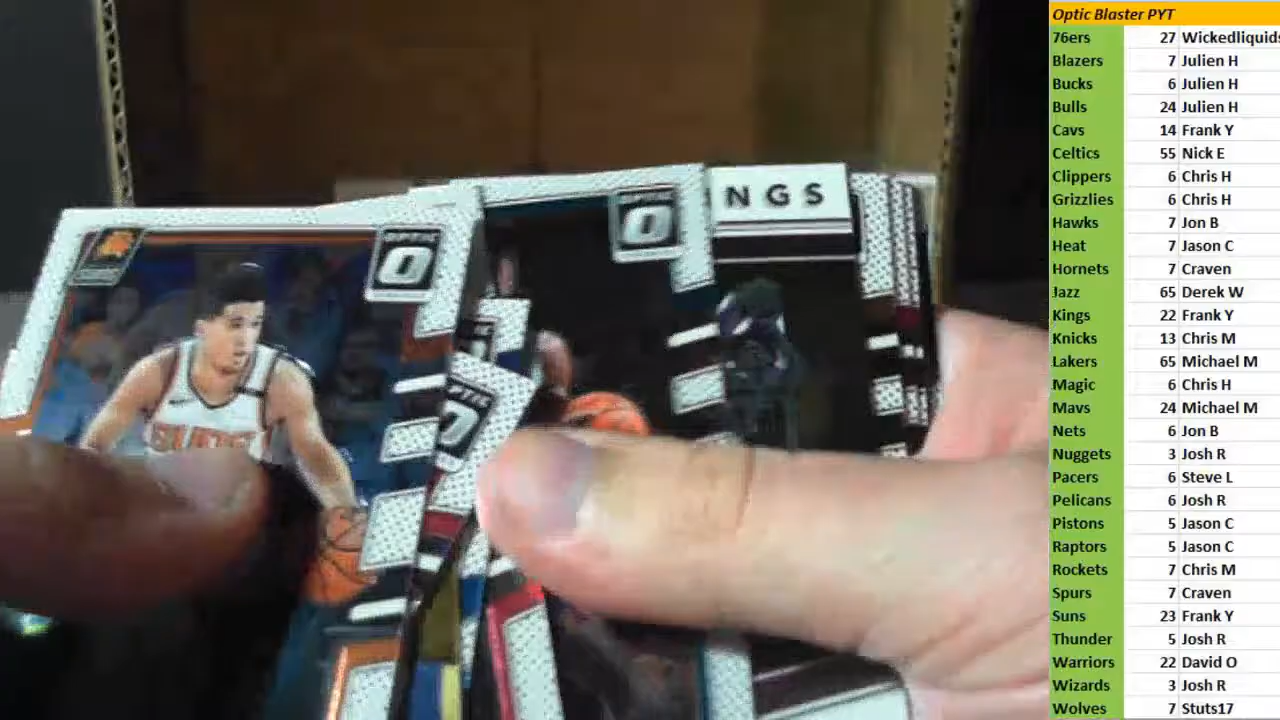 Optic Blaster PYT
76ers 27 Wickedliquids
Blazers 7 Julien H
Bucks 6 Julien H
Bulls 24 Julien H
Cavs 14 Frank Y
Celtics 55 Nick E
Clippers 6 Chris H
Grizzlies 6 Chris H
Hawks 7 Jon B
Heat 7 Jason C
Hornets 7 Craven
Jazz 65 Derek W
Kings 22 Frank Y
Knicks 13 Chris M
Lakers 65 Michael M
Magic 6 Chris H
Mavs 24 Michael M
Nets 6 Jon B
Nuggets 3 Josh R
Pacers 6 Steve L
Pelicans 6 Josh R
Pistons 5 Jason C
Raptors 5 Jason C
Rockets 7 Chris M
Spurs 7 Craven
Suns 23 Frank Y
Thunder 5 Josh R
Warriors 22 David O
Wizards 3 Josh R
Wolves 7 Stuts17
NGS